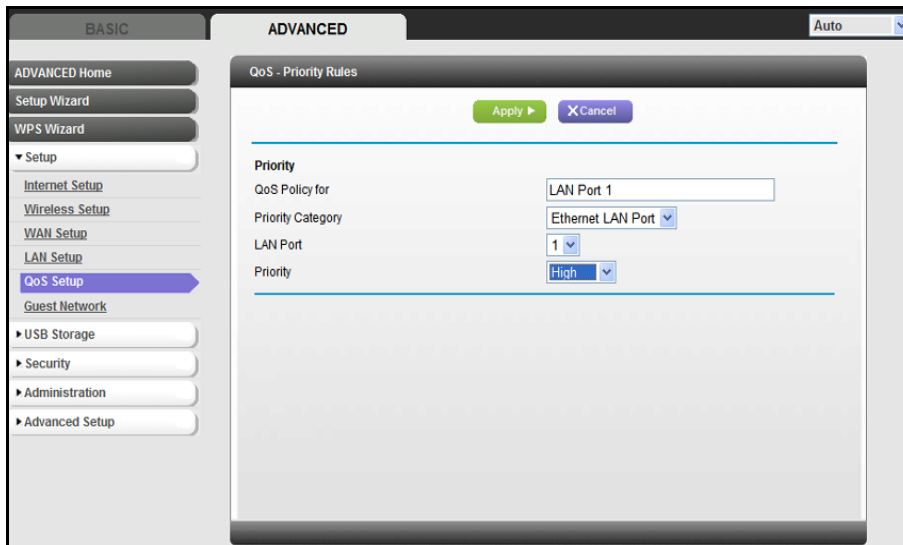 BASIC
ADVANCED
Auto
ADVANCED Home
Setup Wizard
WPS Wizard
Setup
Internet Setup
Wireless Setup
WAN Setup
LAN Setup
QoS Setup
Guest Network
USB Storage
Security
Administration
Advanced Setup
QoS - Priority Rules
Apply
Cancel
Priority
QoS Policy for LAN Port 1
Priority Category Ethernet LAN Port
LAN Port 1
Priority High